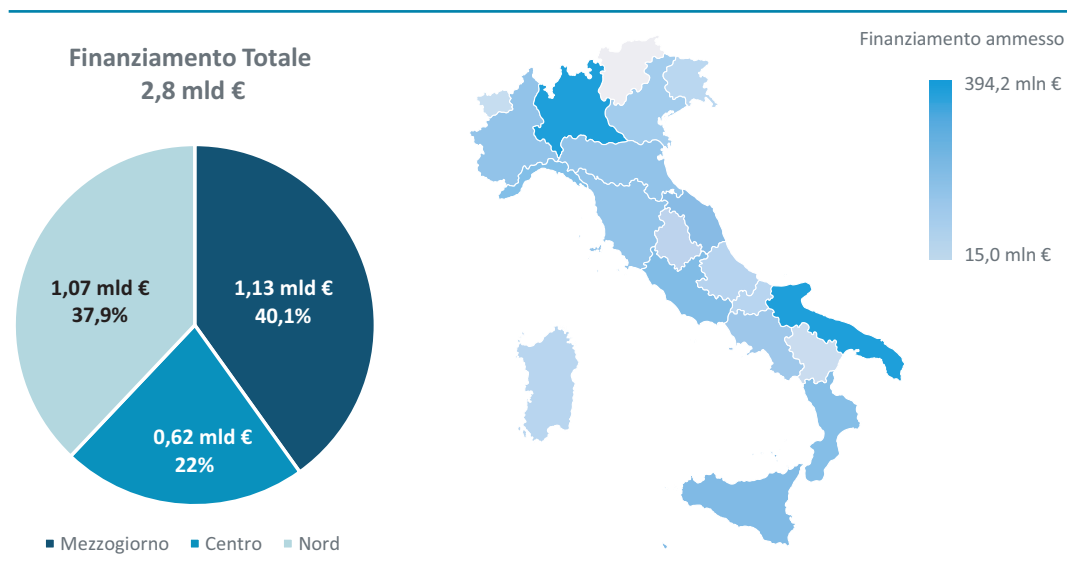 Finanziamento Totale
2,8 mld €
1,07 mld €
37,9%
1,13 mld €
40,1%
0,62 mld €
22%
Mezzogiorno Centro Nord
Finanziamento ammesso
394,2 mln €
15,0 mln €